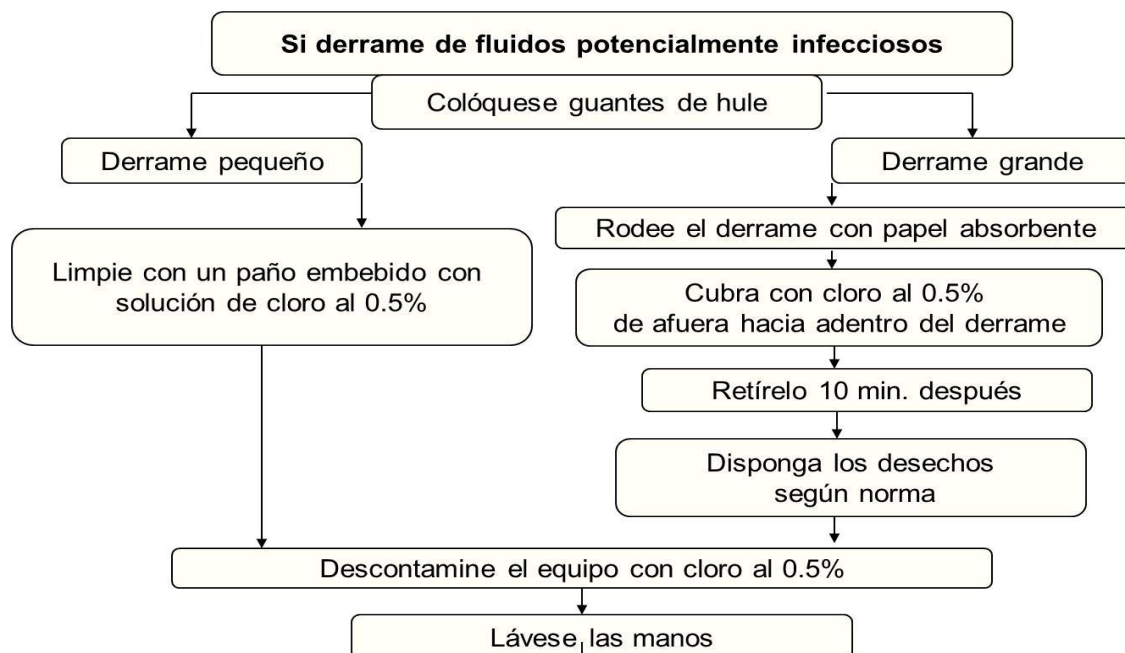 Si derrame de fluidos potencialmente infecciosos
Colóquese guantes de hule
Derrame pequeño
Derrame grande
Rodee el derrame con papel absorbente
Limpie con un paño embebido con
solución de cloro al 0.5%
Cubra con cloro al 0.5%
de afuera hacia adentro del derrame
Retírelo 10 min. después
Disponga los desechos
según norma
Descontamine el equipo con cloro al 0.5%
Lávese las manos